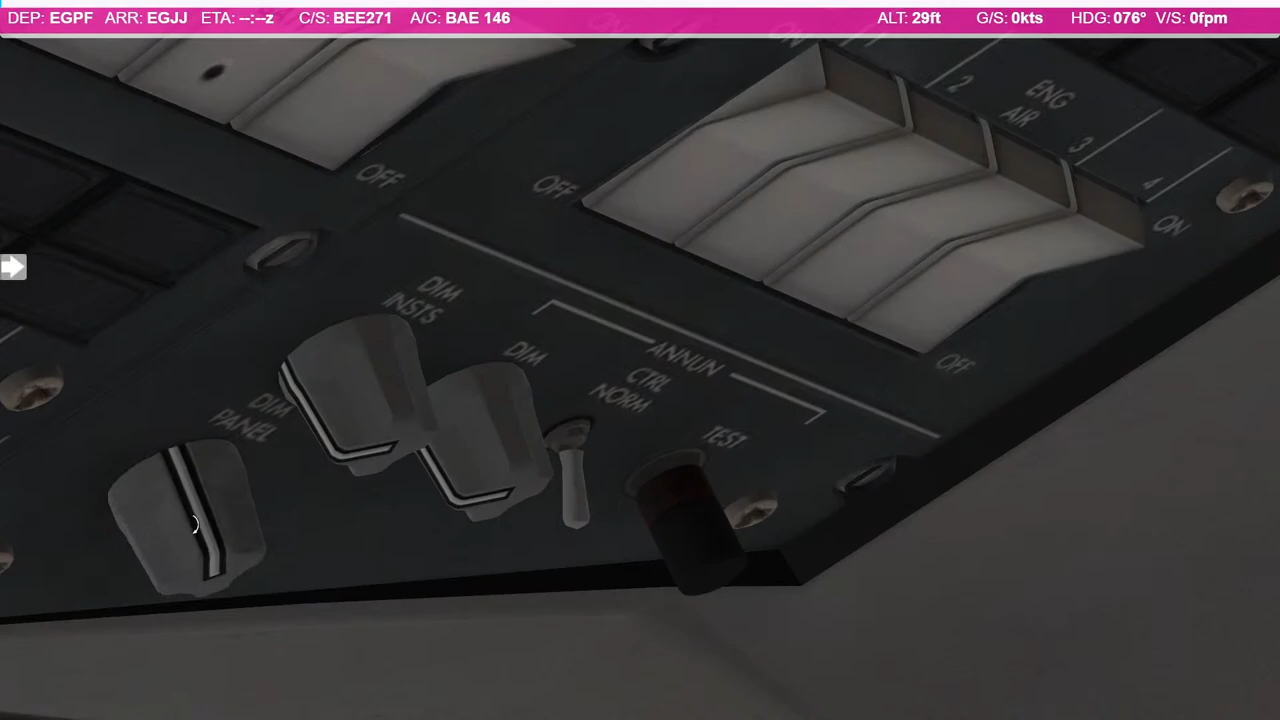 DEP: EGPF ARR: EGJJ ETA: --:--z C/S: BEE271 A/C: BAE 146 ALT: 29ft G/S: 0kts HDG: 076° V/S: 0fpm
ON
2
ENG
AIR
3
4
ON
OFF
OFF
OFF
DIM
INSTS
DIM
ANNUN
CTRL
NORM
TEST
DIM
PANEL